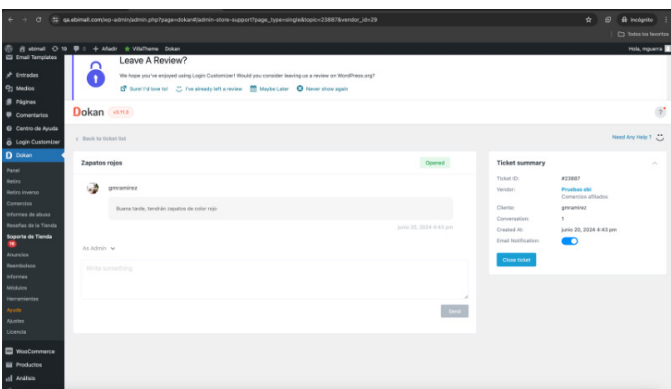 qa.ebimall.com/wp-admin/admin.php?page=dokan#/admin-store-support?page_type=single&topic=23887&vendor_id=29
Incógnito
Todos los favoritos
ebimall
19
0
Añadir
VillaTheme
Dokan
Hola, mguerra
Email Templates
Entradas
Medios
Páginas
Comentarios
Centro de Ayuda
Login Customizer
Dokan
Panel
Retiro
Retiro inverso
Comercios
Informes de abuso
Reseñas de la Tienda
Soporte de Tienda
Anuncios
Reembolsos
Informes
Módulos
Herramientas
Ayuda
Ajustes
Licencia
WooCommerce
Productos
Análisis
Leave A Review?
We hope you've enjoyed using Login Customizer! Would you consider leaving us a review on WordPress.org?
Sure! I'd love to!
I've already left a review
Maybe Later
Never show again
Dokan
Back to ticket list
Need Any Help ?
Zapatos rojos
Opened
gmramirez
Buena tarde, tendrán zapatos de color rojo
junio 20, 2024 4:43 pm
As Admin
Write something
Send
Ticket summary
Ticket ID: #23887
Vendor: Pruebas ebi
Comercios afiliados
Cliente: gmramirez
Conversation: 1
Created At: junio 20, 2024 4:43 pm
Email Notification:
Close ticket